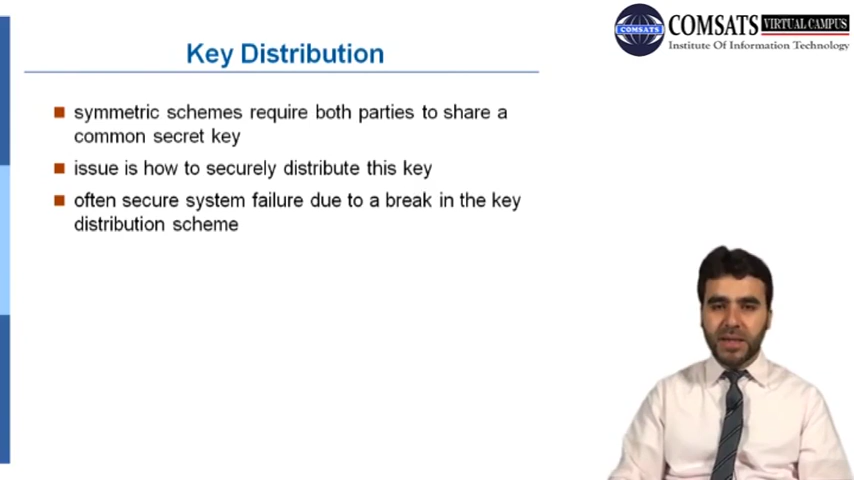 COMSATS VIRTUAL CAMPUS
COMSATS
Institute Of Information Technology
Key Distribution
symmetric schemes require both parties to share a
common secret key
issue is how to securely distribute this key
often secure system failure due to a break in the key
distribution scheme